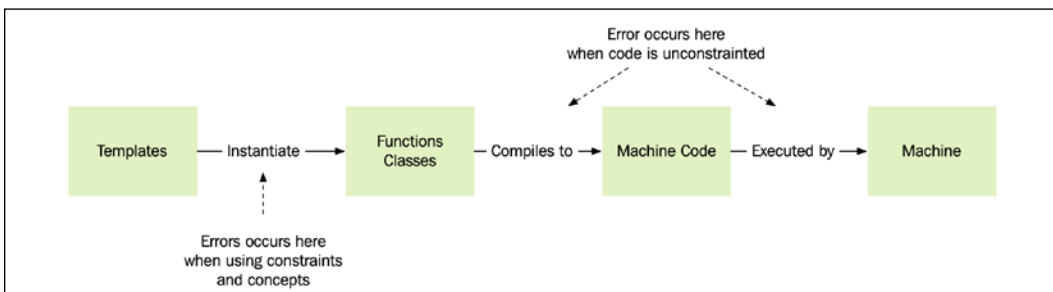 Error occurs here
when code is unconstrainted
Templates
Instantiate
Functions
Classes
Compiles to
Machine Code
Executed by
Machine
Errors occurs here
when using constraints
and concepts